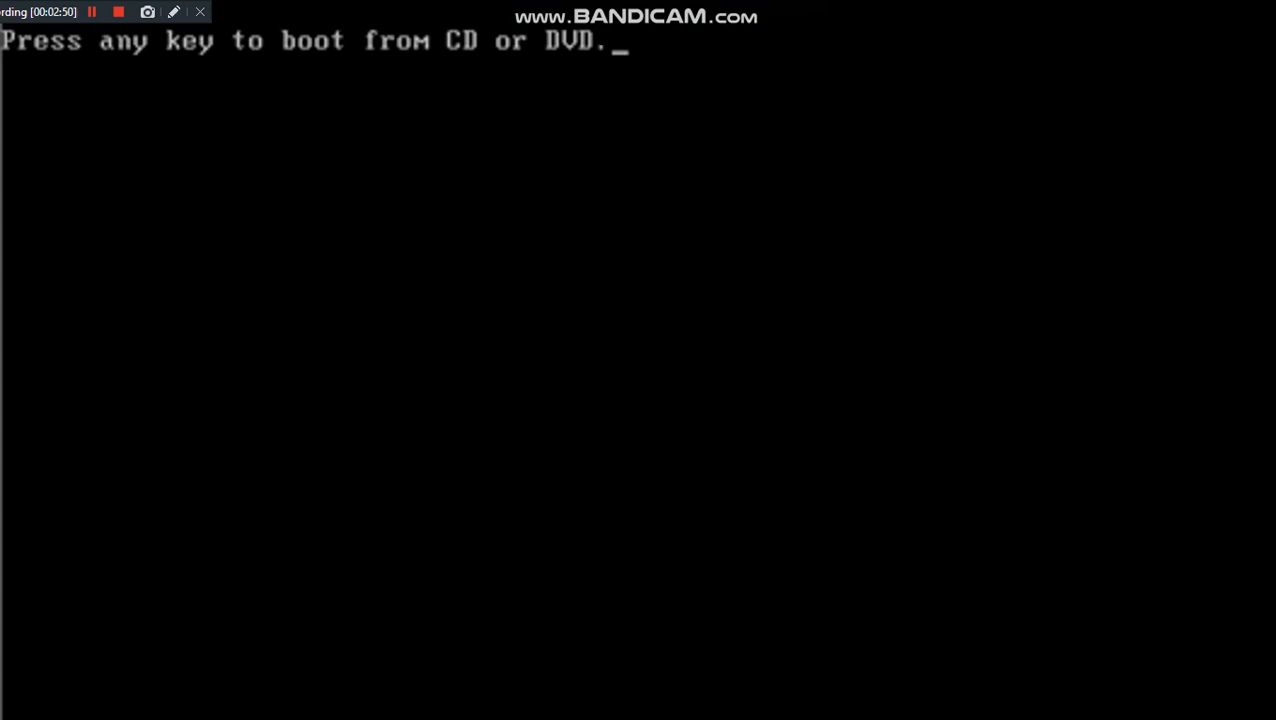 rding [00:02:50]
www.BANDICAM.com
Press any key to boot from CD or DVD._